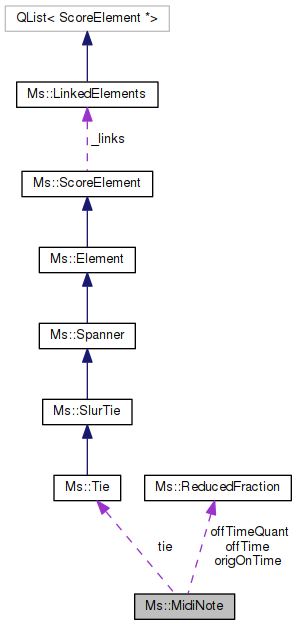 QList< ScoreElement *>
Ms::LinkedElements
_links
Ms::ScoreElement
Ms::Element
Ms::Spanner
Ms::SlurTie
Ms::Tie
Ms::ReducedFraction
tie
offTimeQuant
offTime
origOnTime
Ms::MidiNote